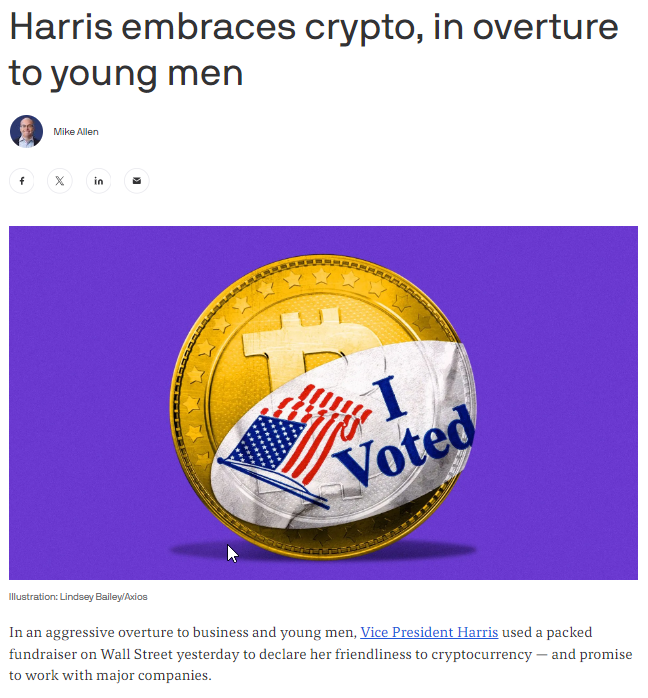 Harris embraces crypto, in overture
to young men
Mike Allen
I
Voted
Illustration: Lindsey Bailey/Axios
In an aggressive overture to business and young men, Vice President Harris used a packed
fundraiser on Wall Street yesterday to declare her friendliness to cryptocurrency — and promise
to work with major companies.